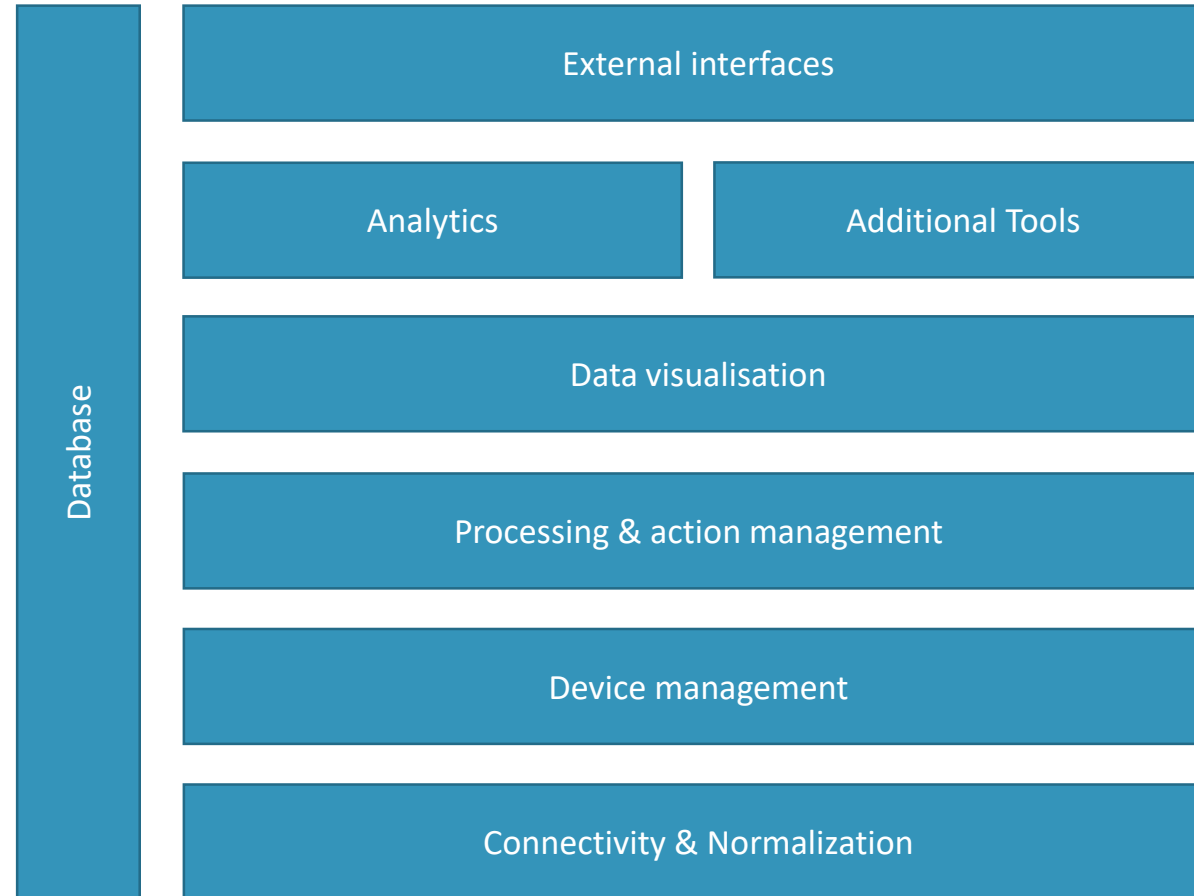 External interfaces
Analytics
Additional Tools
Data visualisation
Database
Processing & action management
Device management
Connectivity & Normalization